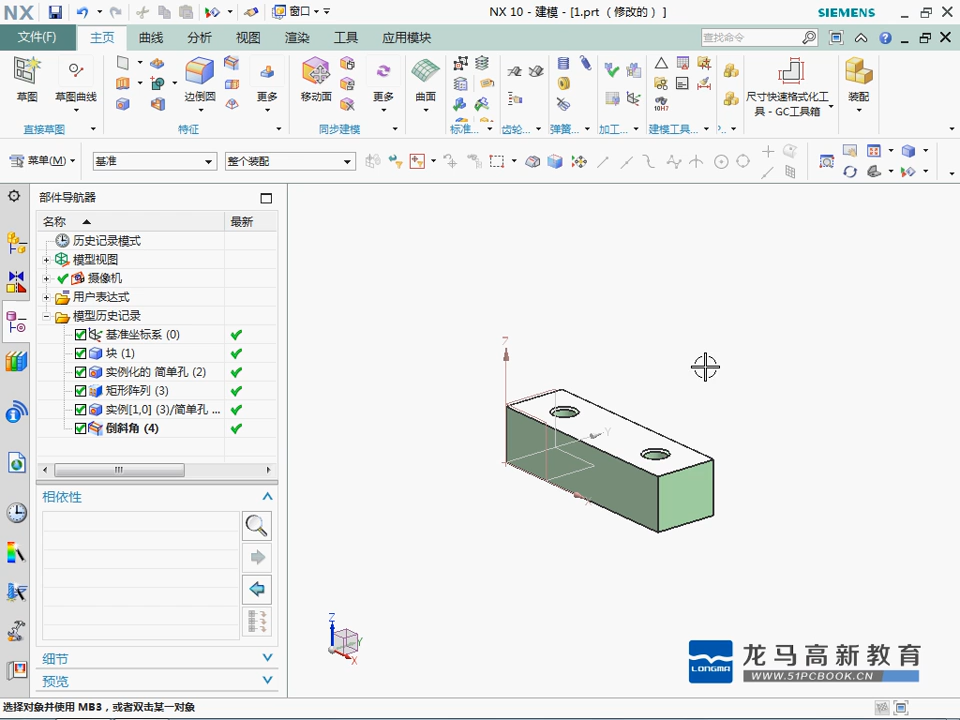 NX 窗口 NX 10 - 建模 - [1.prt （修改的）] SIEMENS
文件(F) 主页 曲线 分析 视图 渲染 工具 应用模块 查找命令
草图 草图曲线 边倒圆 更多 移动面 更多 曲面 尺寸快速格式化工具 - GC工具箱 装配
直接草图 特征 同步建模 标准... 齿轮... 弹簧... 加工... 建模工具...
菜单(M) 基准 整个装配
部件导航器
名称 最新
历史记录模式
模型视图
摄像机
用户表达式
模型历史记录
基准坐标系 (0)
块 (1)
实例化的 简单孔 (2)
矩形阵列 (3)
实例[1,0] (3)/简单孔 ...
倒斜角 (4)
相依性
细节
预览
Z
Y
Z
Y
X
龙马高新教育
LONGMA
WWW.51PCBOOK.CN
选择对象并使用 MB3，或者双击某一对象